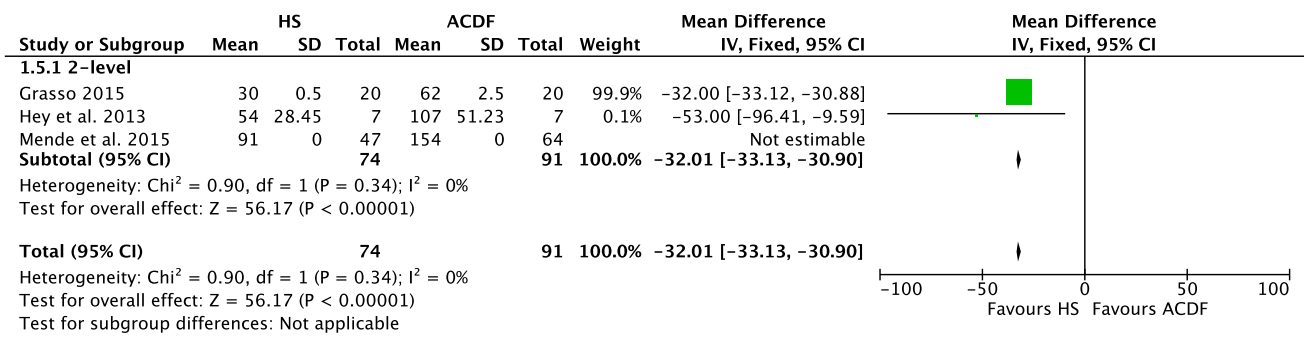 HS ACDF Mean Difference Mean Difference
Study or Subgroup Mean SD Total Mean SD Total Weight IV, Fixed, 95% CI IV, Fixed, 95% CI
1.5.1 2-level
Grasso 2015 30 0.5 20 62 2.5 20 99.9% -32.00 [-33.12, -30.88]
Hey et al. 2013 54 28.45 7 107 51.23 7 0.1% -53.00 [-96.41, -9.59]
Mende et al. 2015 91 0 47 154 0 64 Not estimable
Subtotal (95% CI) 74 91 100.0% -32.01 [-33.13, -30.90]
Heterogeneity: Chi² = 0.90, df = 1 (P = 0.34); I² = 0%
Test for overall effect: Z = 56.17 (P < 0.00001)
Total (95% CI) 74 91 100.0% -32.01 [-33.13, -30.90]
Heterogeneity: Chi² = 0.90, df = 1 (P = 0.34); I² = 0%
Test for overall effect: Z = 56.17 (P < 0.00001)
Test for subgroup differences: Not applicable
-100 -50 0 50 100
Favours HS Favours ACDF